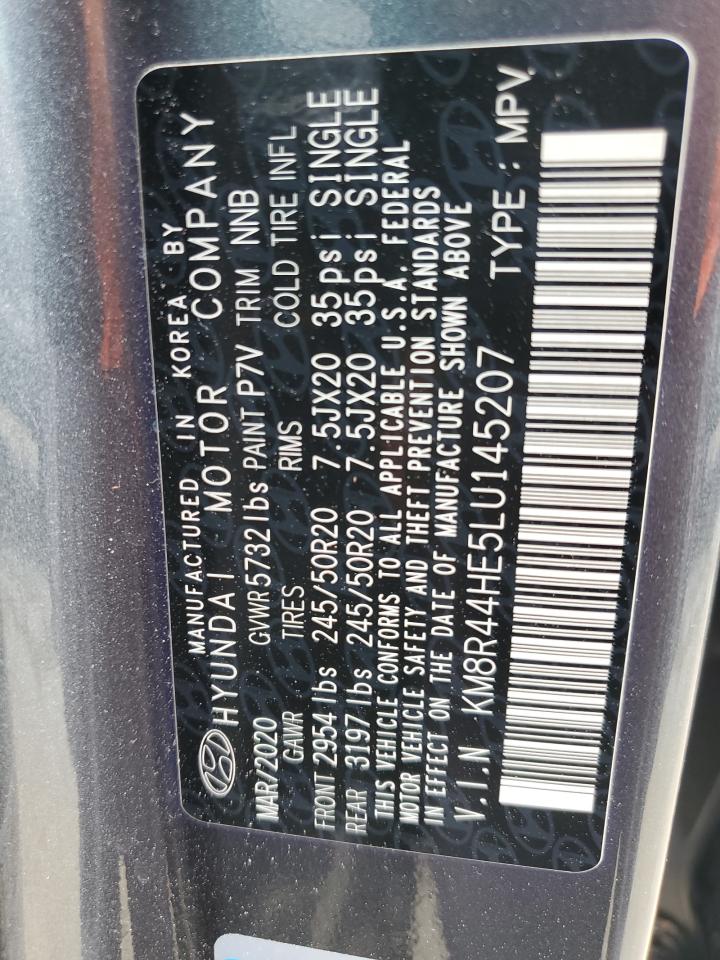 MANUFACTURED IN KOREA BY
HYUNDAI MOTOR COMPANY
MAR/2020 GVWR 5732 lbs PAINT P7V TRIM NNB
GAWR TIRES RIMS COLD TIRE INFL
FRONT 2954 lbs 245/50R20 7.5JX20 35psi SINGLE
REAR 3197 lbs 245/50R20 7.5JX20 35psi SINGLE
THIS VEHICLE CONFORMS TO ALL APPLICABLE U.S.A. FEDERAL
MOTOR VEHICLE SAFETY AND THEFT PREVENTION STANDARDS
IN EFFECT ON THE DATE OF MANUFACTURE SHOWN ABOVE
V.I.N KM8R44HE5LU145207 TYPE : MPV